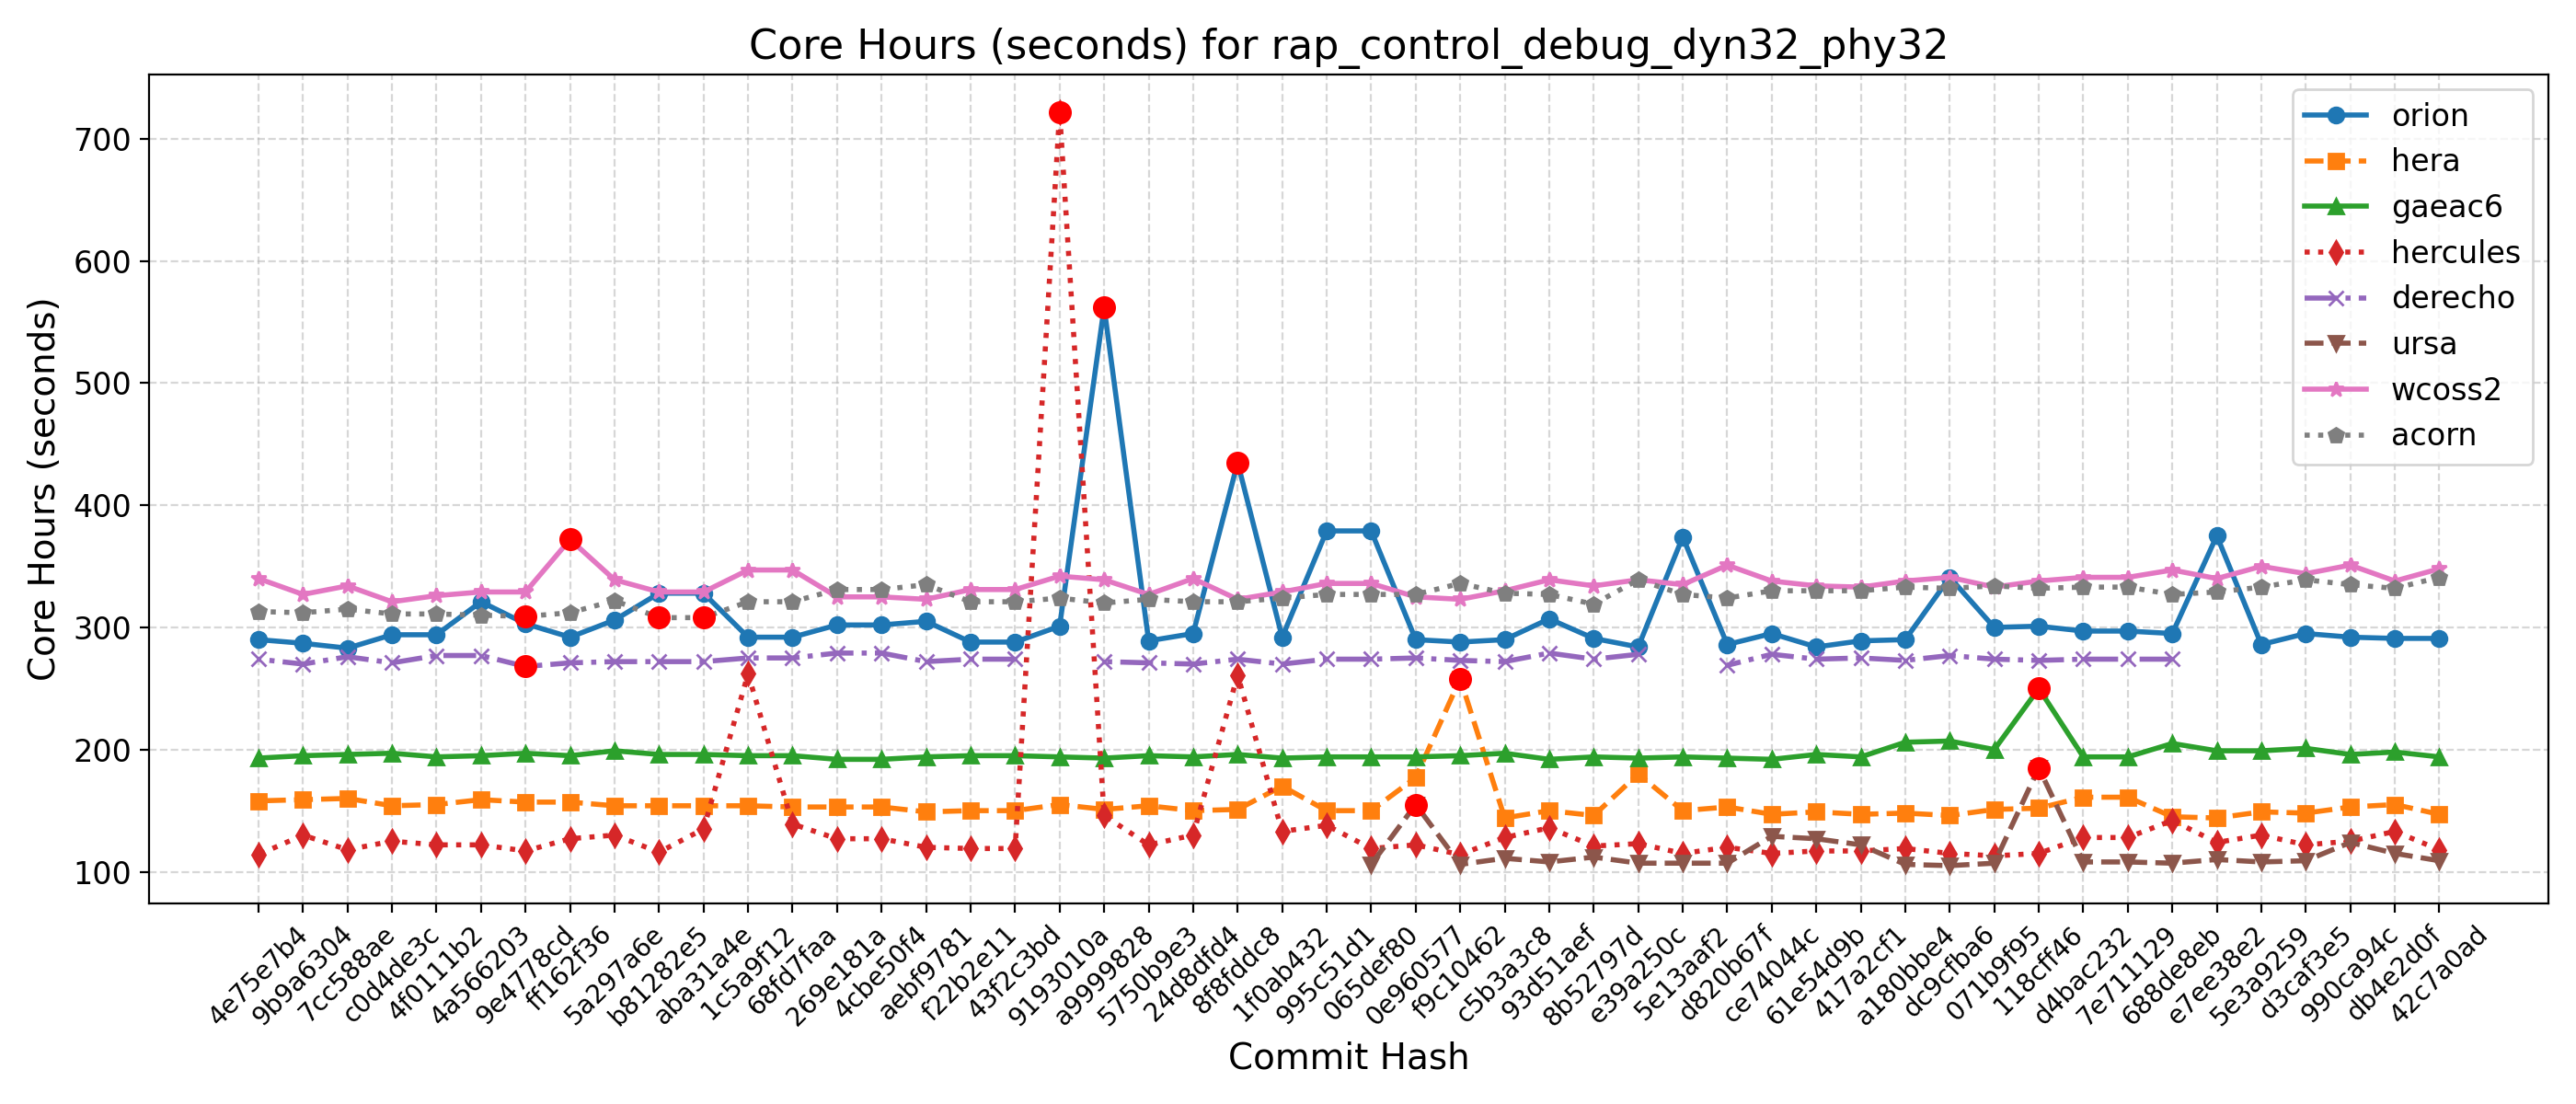 Core Hours (seconds) for rap_control_debug_dyn32_phy32
Core Hours (seconds)
700
600
500
400
300
200
100
orion
hera
gaeac6
hercules
derecho
ursa
wcoss2
acorn
4e75e7b4
9b9a6304
7cc588ae
c0d4de3c
4f0111b2
4a566203
9e4778cd
ff162f36
5a297a6e
b81282e5
aba31a4e
1c5a9f12
68fd7faa
269e181a
4cbe50f4
aebf9781
f22b2e11
43f2c3bd
9193010a
a9999828
5750b9e3
24d8dfd4
8f8fddc8
1f0ab432
995c51d1
065def80
0e960577
f9c10462
c5b3a3c8
93d51aef
8b52797d
e39a250c
5e13aaf2
d820b67f
ce74044c
61e54d9b
417a2cf1
a180bbe4
dc9cfba6
071b9f95
118cff46
d4bac232
7e711129
688de8eb
e7ee38e2
5e3a9259
d3caf3e5
990ca94c
db4e2d0f
42c7a0ad
Commit Hash